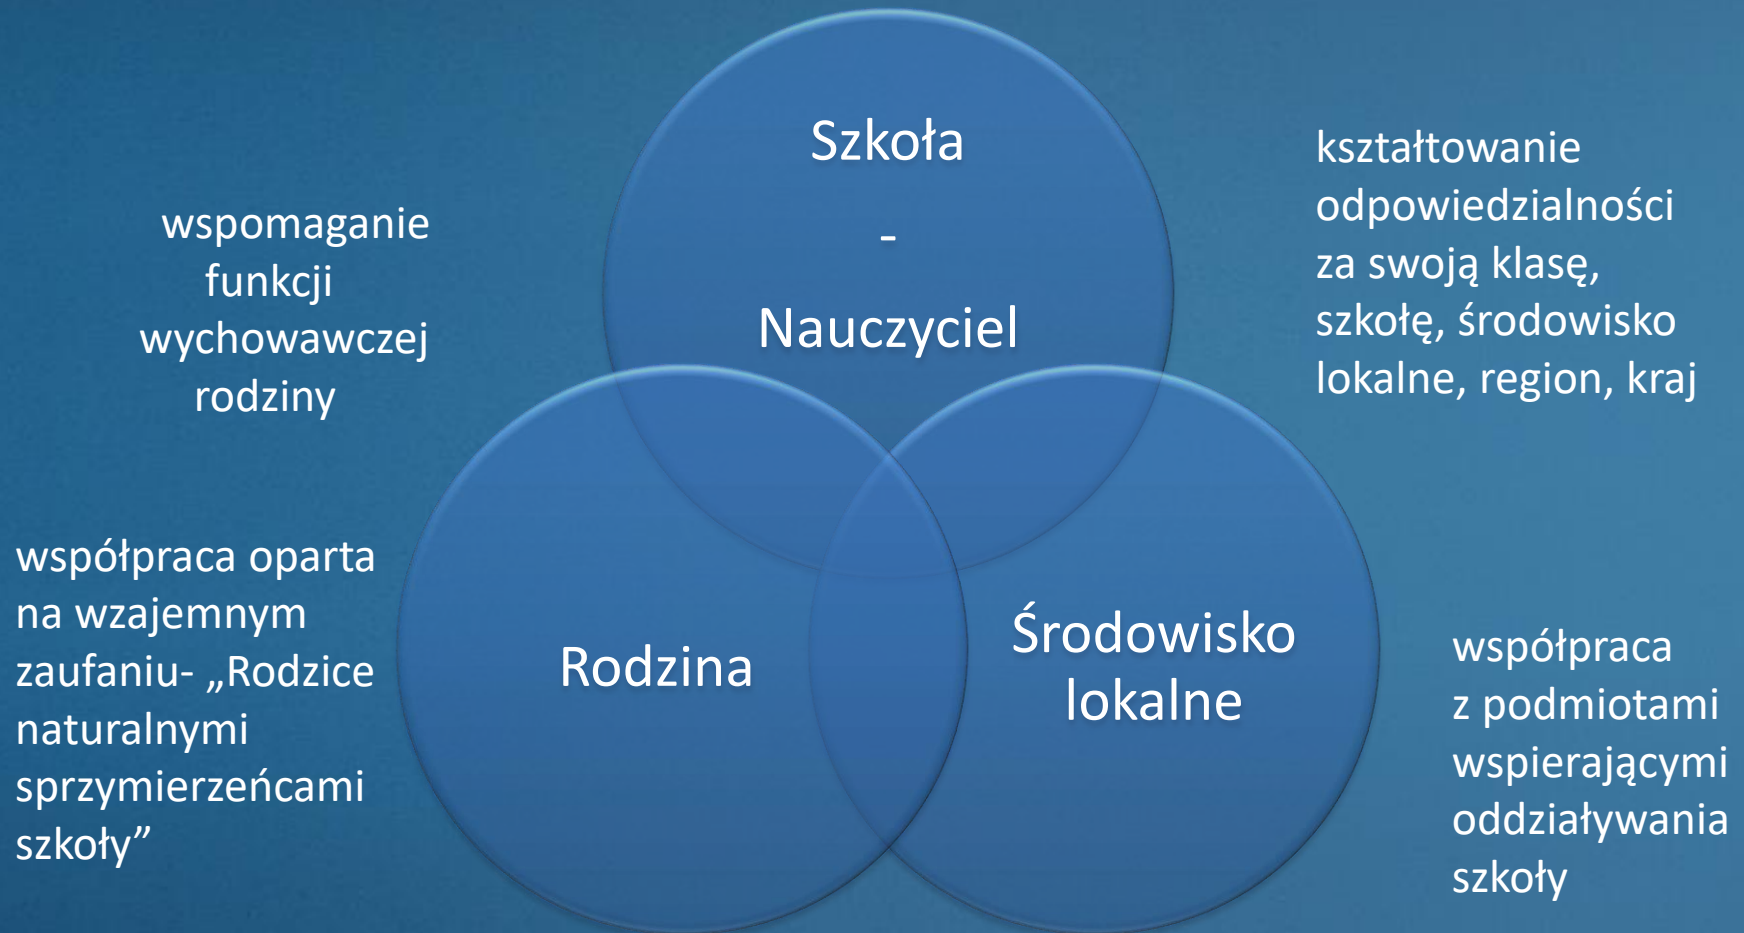 Szkoła
-
Nauczyciel
wspomaganie
funkcji
wychowawczej
rodziny
kształtowanie
odpowiedzialności
za swoją klasę,
szkołę, środowisko
lokalne, region, kraj
współpraca oparta
na wzajemnym
zaufaniu- „Rodzice
naturalnymi
sprzymierzeńcami
szkoły”
Rodzina
Środowisko
lokalne
współpraca
z podmiotami
wspierającymi
oddziaływania
szkoły